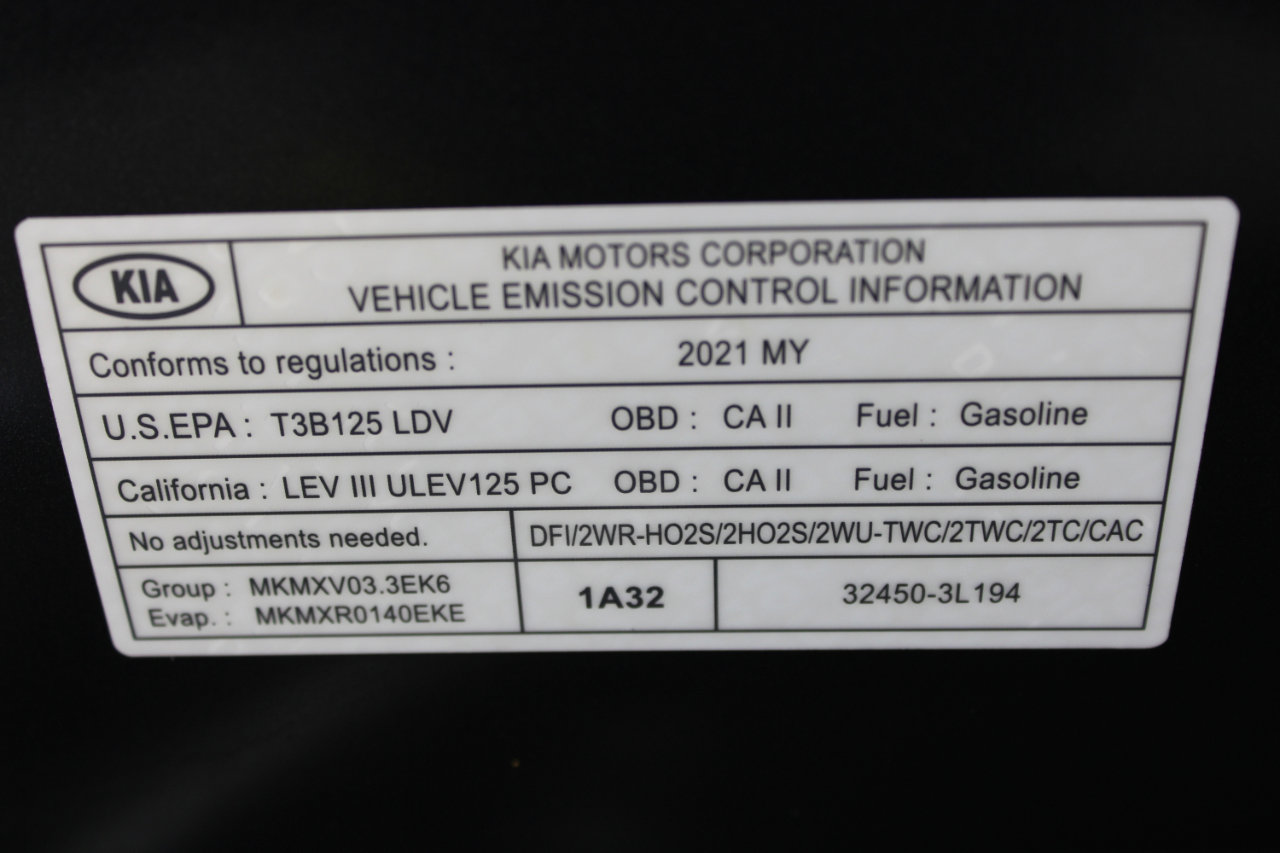 KIA
KIA MOTORS CORPORATION
VEHICLE EMISSION CONTROL INFORMATION
Conforms to regulations : 2021 MY
U.S.EPA : T3B125 LDV OBD : CA II Fuel : Gasoline
California : LEV III ULEV125 PC OBD : CA II Fuel : Gasoline
No adjustments needed. DFI/2WR-HO2S/2HO2S/2WU-TWC/2TWC/2TC/CAC
Group : MKMXV03.3EK6
Evap. : MKMXR0140EKE
1A32
32450-3L194